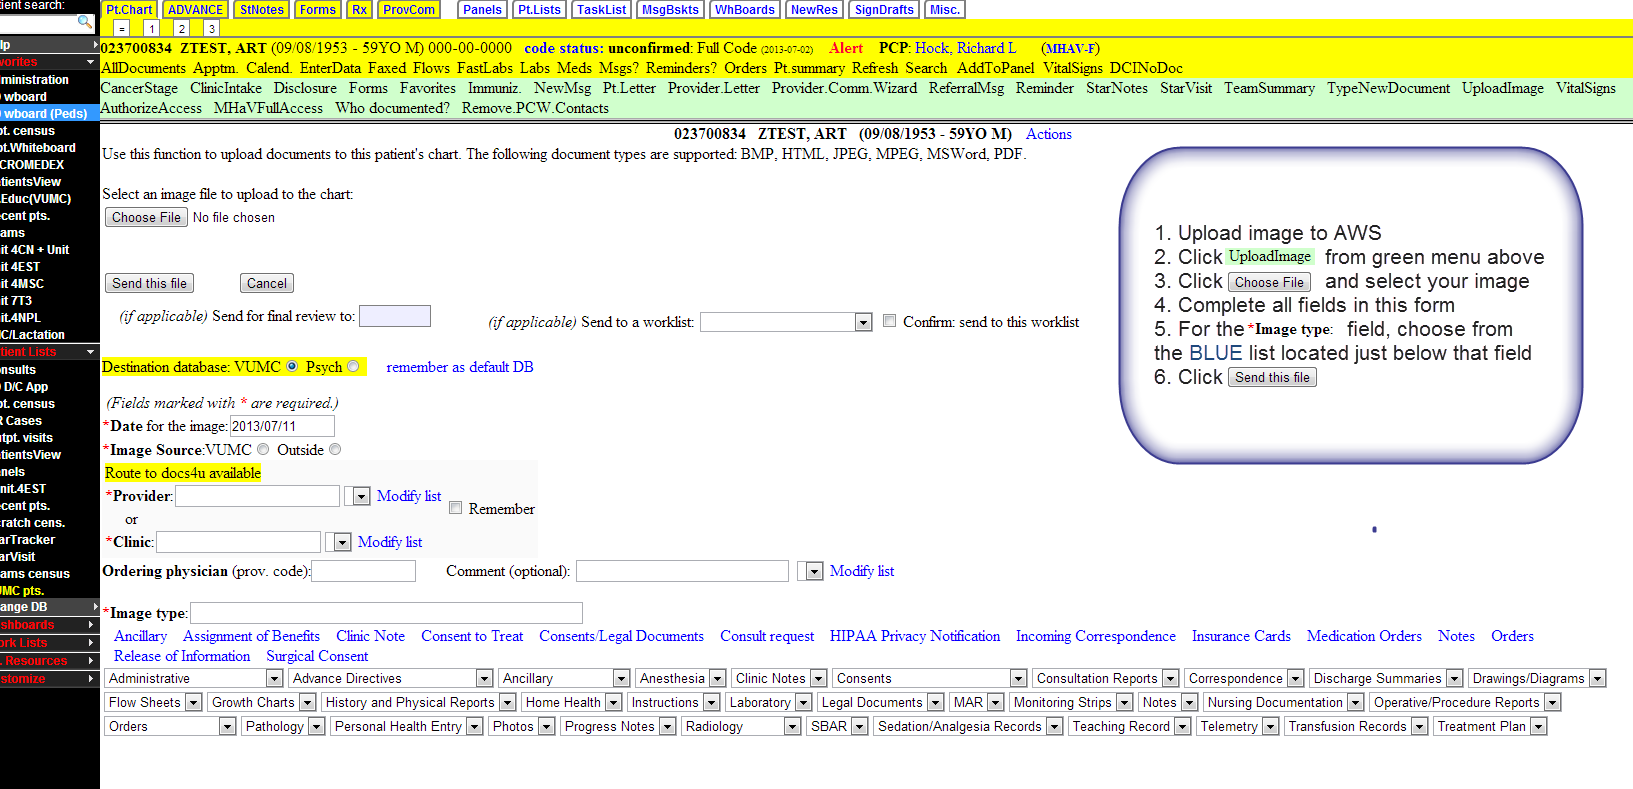 tient search:
Pt.Chart ADVANCE StNotes Forms Rx ProvCom Panels Pt.Lists TaskList MsgBskts WhBoards NewRes SignDrafts Misc.
= 1 2 3
lp
vorites
ministration
wboard
wboard (Peds)
pt. census
pt.Whiteboard
CROMEDEX
tientsView
.Educ(VUMC)
cent pts.
ams
it 4CN + Unit
it 4EST
it 4MSC
it 7T3
it.4NPL
IC/Lactation
tient Lists
onsults
D/C App
pt. census
R Cases
utpt. visits
tientsView
nels
nit.4EST
cent pts.
ratch cens.
arTracker
arVisit
ams census
UMC pts.
ange DB
shboards
ork Lists
. Resources
stomize
023700834 ZTEST, ART (09/08/1953 - 59YO M) 000-00-0000 code status: unconfirmed: Full Code (2013-07-02) Alert PCP: Hock, Richard L (MHAV-F)
AllDocuments Apptm. Calend. EnterData Faxed Flows FastLabs Labs Meds Msgs? Reminders? Orders Pt.summary Refresh Search AddToPanel VitalSigns DCINoDoc
CancerStage ClinicIntake Disclosure Forms Favorites Immuniz. NewMsg Pt.Letter Provider.Letter Provider.Comm.Wizard ReferralMsg Reminder StarNotes StarVisit TeamSummary TypeNewDocument UploadImage VitalSigns
AuthorizeAccess MHaVFullAccess Who documented? Remove.PCW.Contacts
023700834 ZTEST, ART (09/08/1953 - 59YO M) Actions
Use this function to upload documents to this patient's chart. The following document types are supported: BMP, HTML, JPEG, MPEG, MSWord, PDF.
Select an image file to upload to the chart:
Choose File No file chosen
Send this file Cancel
(if applicable) Send for final review to:
(if applicable) Send to a worklist: Confirm: send to this worklist
Destination database: VUMC Psych remember as default DB
(Fields marked with * are required.)
*Date for the image: 2013/07/11
*Image Source:VUMC Outside
Route to docs4u available
*Provider: Modify list
Remember
or
*Clinic: Modify list
Ordering physician (prov. code): Comment (optional): Modify list
*Image type:
Ancillary Assignment of Benefits Clinic Note Consent to Treat Consents/Legal Documents Consult request HIPAA Privacy Notification Incoming Correspondence Insurance Cards Medication Orders Notes Orders
Release of Information Surgical Consent
Administrative Advance Directives Ancillary Anesthesia Clinic Notes Consents Consultation Reports Correspondence Discharge Summaries Drawings/Diagrams
Flow Sheets Growth Charts History and Physical Reports Home Health Instructions Laboratory Legal Documents MAR Monitoring Strips Notes Nursing Documentation Operative/Procedure Reports
Orders Pathology Personal Health Entry Photos Progress Notes Radiology SBAR Sedation/Analgesia Records Teaching Record Telemetry Transfusion Records Treatment Plan
1. Upload image to AWS
2. Click UploadImage from green menu above
3. Click Choose File and select your image
4. Complete all fields in this form
5. For the *Image type: field, choose from
the BLUE list located just below that field
6. Click Send this file